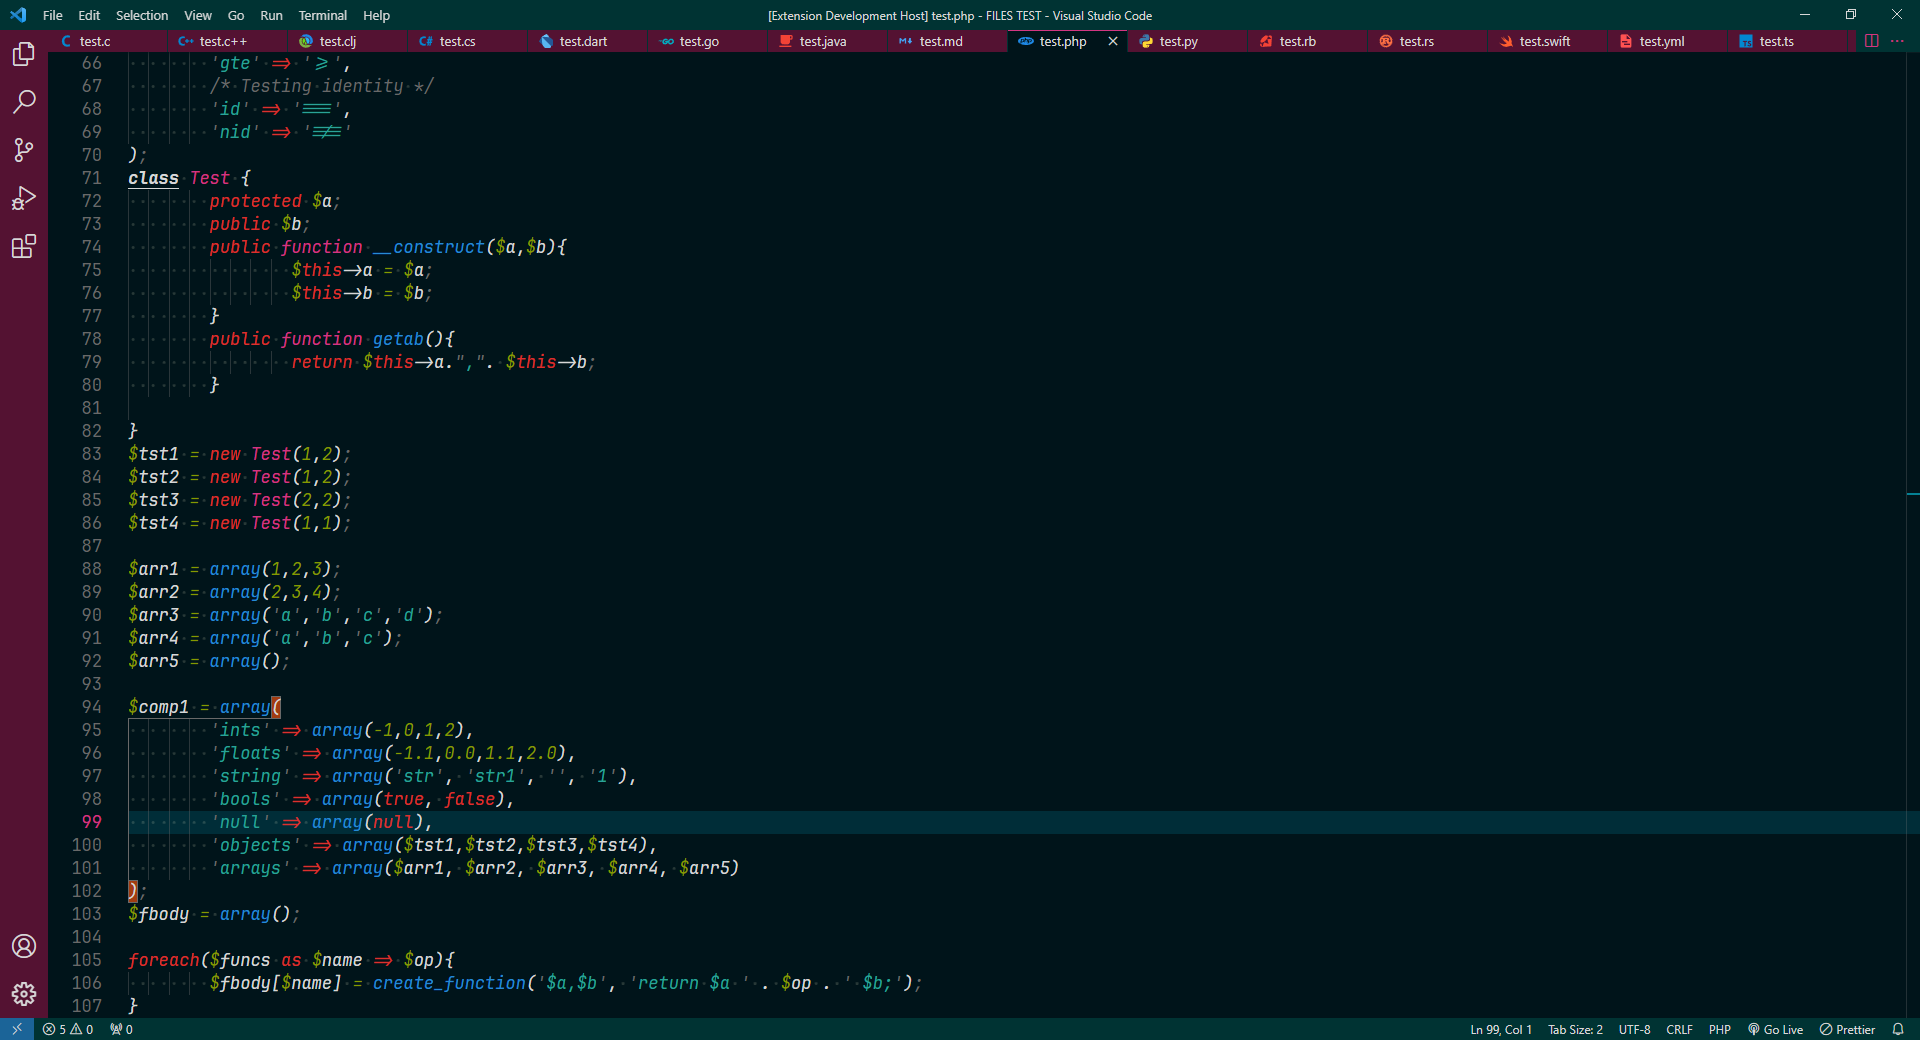 File Edit Selection View Go Run Terminal Help [Extension Development Host] test.php - FILES TEST - Visual Studio Code
test.c test.c++ test.clj test.cs test.dart test.go test.java test.md test.php test.py test.rb test.rs test.swift test.yml test.ts
66 'gte' => '>=',
67 /* Testing identity */
68 'id' => '===',
69 'nid' => '!=='
70 );
71 class Test {
72 protected $a;
73 public $b;
74 public function __construct($a,$b){
75 $this->a = $a;
76 $this->b = $b;
77 }
78 public function getab(){
79 return $this->a.",". $this->b;
80 }
81
82 }
83 $tst1 = new Test(1,2);
84 $tst2 = new Test(1,2);
85 $tst3 = new Test(2,2);
86 $tst4 = new Test(1,1);
87
88 $arr1 = array(1,2,3);
89 $arr2 = array(2,3,4);
90 $arr3 = array('a','b','c','d');
91 $arr4 = array('a','b','c');
92 $arr5 = array();
93
94 $comp1 = array(
95 'ints' => array(-1,0,1,2),
96 'floats' => array(-1.1,0.0,1.1,2.0),
97 'string' => array('str', 'str1', '', '1'),
98 'bools' => array(true, false),
99 'null' => array(null),
100 'objects' => array($tst1,$tst2,$tst3,$tst4),
101 'arrays' => array($arr1, $arr2, $arr3, $arr4, $arr5)
102 );
103 $fbody = array();
104
105 foreach($funcs as $name => $op){
106 $fbody[$name] = create_function('$a,$b', 'return $a ' . $op . ' $b;');
107 }
5 0 0 Ln 99, Col 1 Tab Size: 2 UTF-8 CRLF PHP Go Live Prettier